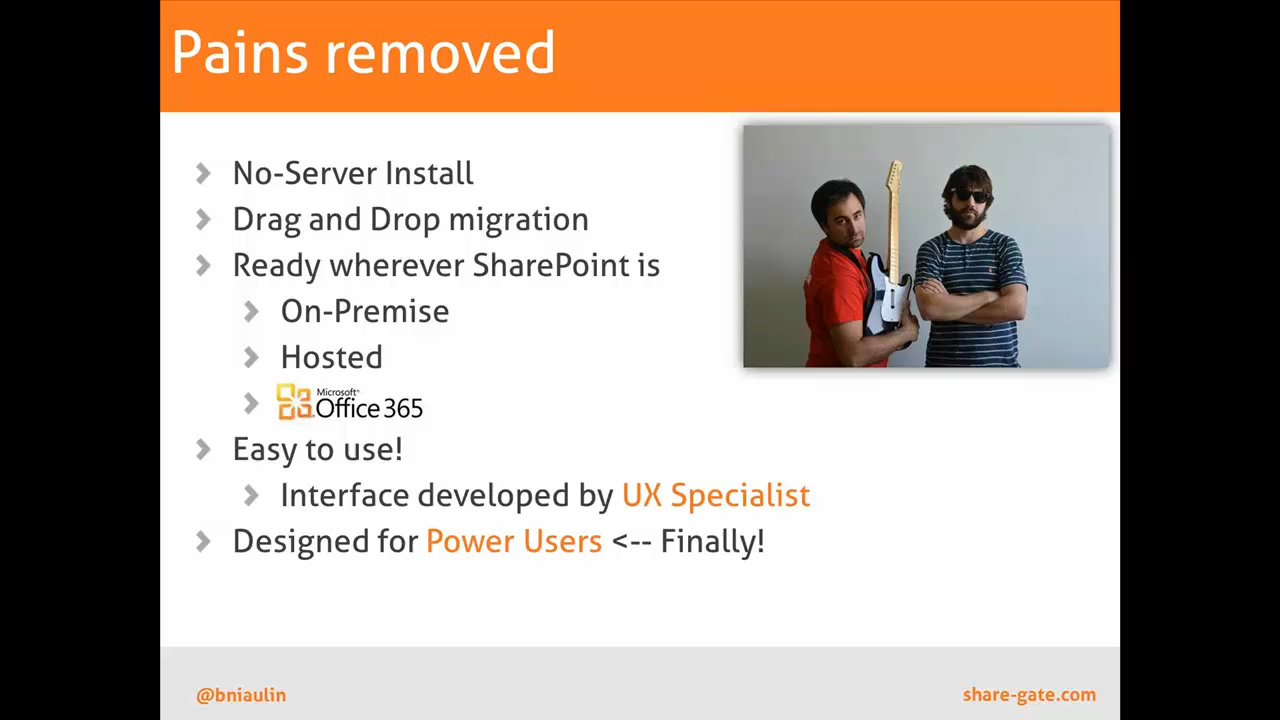 Pains removed
No-Server Install
Drag and Drop migration
Ready wherever SharePoint is
On-Premise
Hosted
Microsoft®
Office 365
Easy to use!
Interface developed by UX Specialist
Designed for Power Users <-- Finally!
@bniaulin
share-gate.com